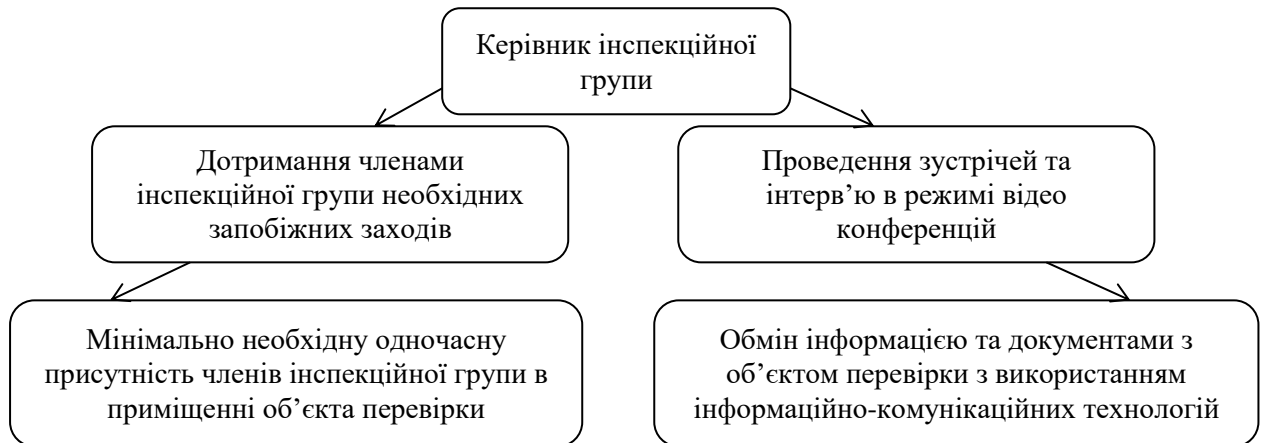 Керівник інспекційної
групи
Дотримання членами
інспекційної групи необхідних
запобіжних заходів
Проведення зустрічей та
інтерв’ю в режимі відео
конференцій
Мінімально необхідну одночасну
присутність членів інспекційної групи в
приміщенні об’єкта перевірки
Обмін інформацією та документами з
об’єктом перевірки з використанням
інформаційно-комунікаційних технологій